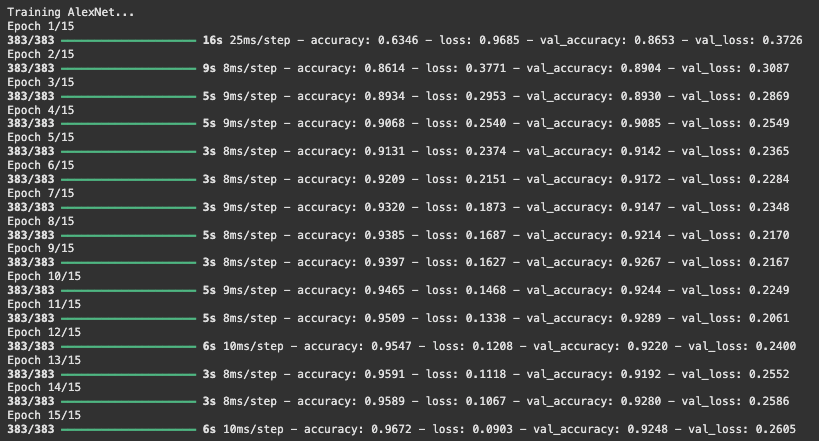 Training AlexNet...
Epoch 1/15
383/383 ━━━━━━━━━━━━━━━━━━━━ 16s 25ms/step - accuracy: 0.6346 - loss: 0.9685 - val_accuracy: 0.8653 - val_loss: 0.3726
Epoch 2/15
383/383 ━━━━━━━━━━━━━━━━━━━━ 9s 8ms/step - accuracy: 0.8614 - loss: 0.3771 - val_accuracy: 0.8904 - val_loss: 0.3087
Epoch 3/15
383/383 ━━━━━━━━━━━━━━━━━━━━ 5s 9ms/step - accuracy: 0.8934 - loss: 0.2953 - val_accuracy: 0.8930 - val_loss: 0.2869
Epoch 4/15
383/383 ━━━━━━━━━━━━━━━━━━━━ 5s 9ms/step - accuracy: 0.9068 - loss: 0.2540 - val_accuracy: 0.9085 - val_loss: 0.2549
Epoch 5/15
383/383 ━━━━━━━━━━━━━━━━━━━━ 3s 8ms/step - accuracy: 0.9131 - loss: 0.2374 - val_accuracy: 0.9142 - val_loss: 0.2365
Epoch 6/15
383/383 ━━━━━━━━━━━━━━━━━━━━ 3s 8ms/step - accuracy: 0.9209 - loss: 0.2151 - val_accuracy: 0.9172 - val_loss: 0.2284
Epoch 7/15
383/383 ━━━━━━━━━━━━━━━━━━━━ 3s 9ms/step - accuracy: 0.9320 - loss: 0.1873 - val_accuracy: 0.9147 - val_loss: 0.2348
Epoch 8/15
383/383 ━━━━━━━━━━━━━━━━━━━━ 5s 8ms/step - accuracy: 0.9385 - loss: 0.1687 - val_accuracy: 0.9214 - val_loss: 0.2170
Epoch 9/15
383/383 ━━━━━━━━━━━━━━━━━━━━ 3s 8ms/step - accuracy: 0.9397 - loss: 0.1627 - val_accuracy: 0.9267 - val_loss: 0.2167
Epoch 10/15
383/383 ━━━━━━━━━━━━━━━━━━━━ 5s 9ms/step - accuracy: 0.9465 - loss: 0.1468 - val_accuracy: 0.9244 - val_loss: 0.2249
Epoch 11/15
383/383 ━━━━━━━━━━━━━━━━━━━━ 5s 8ms/step - accuracy: 0.9509 - loss: 0.1338 - val_accuracy: 0.9289 - val_loss: 0.2061
Epoch 12/15
383/383 ━━━━━━━━━━━━━━━━━━━━ 6s 10ms/step - accuracy: 0.9547 - loss: 0.1208 - val_accuracy: 0.9220 - val_loss: 0.2400
Epoch 13/15
383/383 ━━━━━━━━━━━━━━━━━━━━ 3s 8ms/step - accuracy: 0.9591 - loss: 0.1118 - val_accuracy: 0.9192 - val_loss: 0.2552
Epoch 14/15
383/383 ━━━━━━━━━━━━━━━━━━━━ 3s 8ms/step - accuracy: 0.9589 - loss: 0.1067 - val_accuracy: 0.9280 - val_loss: 0.2586
Epoch 15/15
383/383 ━━━━━━━━━━━━━━━━━━━━ 6s 10ms/step - accuracy: 0.9672 - loss: 0.0903 - val_accuracy: 0.9248 - val_loss: 0.2605